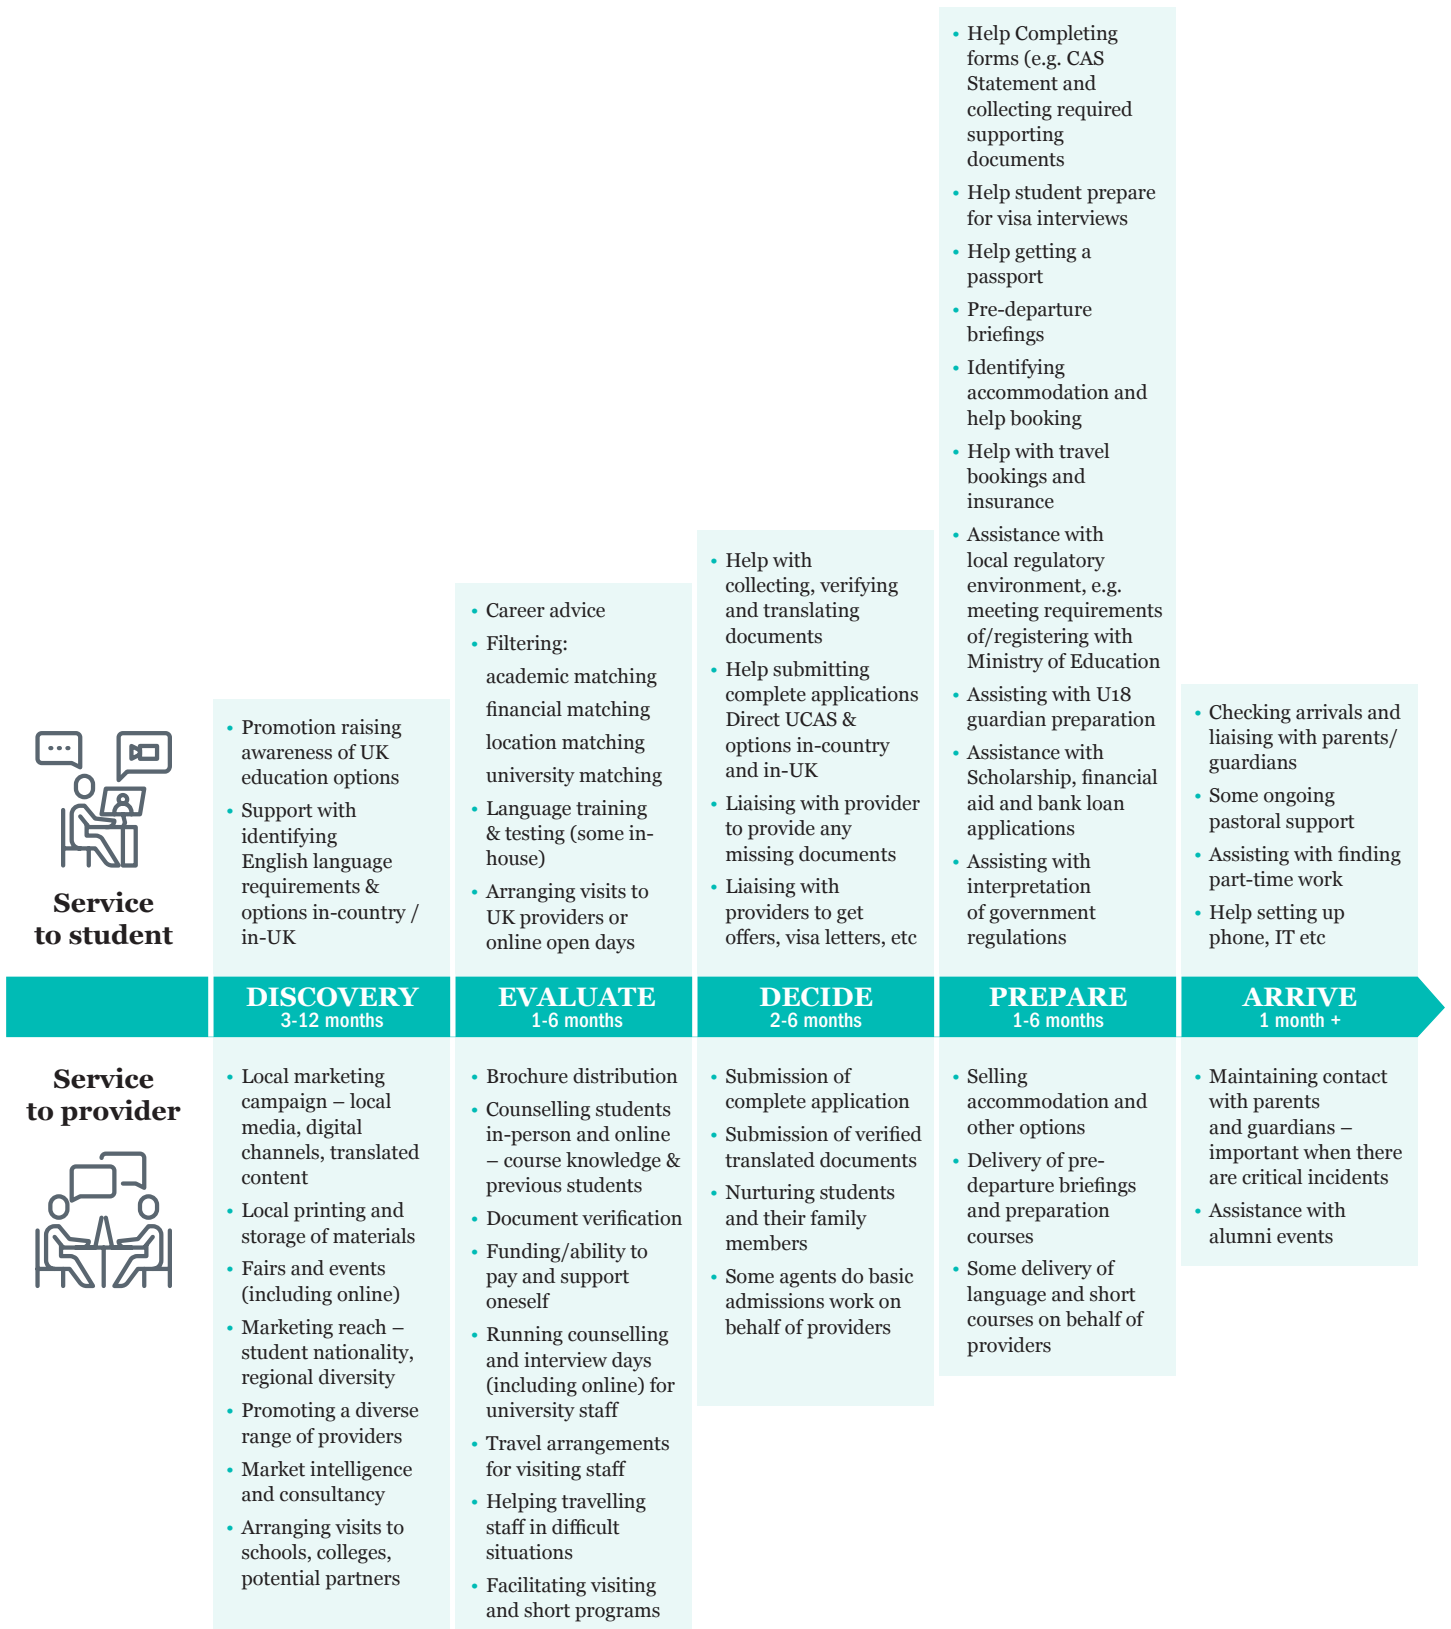 • Help Completing
forms (e.g. CAS
Statement and
collecting required
supporting
documents
• Help student prepare
for visa interviews
• Help getting a
passport
• Pre-departure
briefings
• Identifying
accommodation and
help booking
• Help with travel
bookings and
insurance
• Assistance with
local regulatory
environment, e.g.
meeting requirements
of/registering with
Ministry of Education
• Assisting with U18
guardian preparation
• Assistance with
Scholarship, financial
aid and bank loan
applications
• Assisting with
interpretation
of government
regulations
• Help with
collecting, verifying
and translating
documents
• Help submitting
complete applications
Direct UCAS &
options in-country
and in-UK
• Liaising with provider
to provide any
missing documents
• Liaising with
providers to get
offers, visa letters, etc
• Career advice
• Filtering:
academic matching
financial matching
location matching
university matching
• Language training
& testing (some in-
house)
• Arranging visits to
UK providers or
online open days
• Promotion raising
awareness of UK
education options
• Support with
identifying
English language
requirements &
options in-country /
in-UK
• Checking arrivals and
liaising with parents/
guardians
• Some ongoing
pastoral support
• Assisting with finding
part-time work
• Help setting up
phone, IT etc
Service
to student
DISCOVERY
3-12 months
EVALUATE
1-6 months
DECIDE
2-6 months
PREPARE
1-6 months
ARRIVE
1 month +
Service
to provider
• Local marketing
campaign – local
media, digital
channels, translated
content
• Local printing and
storage of materials
• Fairs and events
(including online)
• Marketing reach –
student nationality,
regional diversity
• Promoting a diverse
range of providers
• Market intelligence
and consultancy
• Arranging visits to
schools, colleges,
potential partners
• Brochure distribution
• Counselling students
in-person and online
– course knowledge &
previous students
• Document verification
• Funding/ability to
pay and support
oneself
• Running counselling
and interview days
(including online) for
university staff
• Travel arrangements
for visiting staff
• Helping travelling
staff in difficult
situations
• Facilitating visiting
and short programs
• Submission of
complete application
• Submission of verified
translated documents
• Nurturing students
and their family
members
• Some agents do basic
admissions work on
behalf of providers
• Selling
accommodation and
other options
• Delivery of pre-
departure briefings
and preparation
courses
• Some delivery of
language and short
courses on behalf of
providers
• Maintaining contact
with parents
and guardians –
important when there
are critical incidents
• Assistance with
alumni events